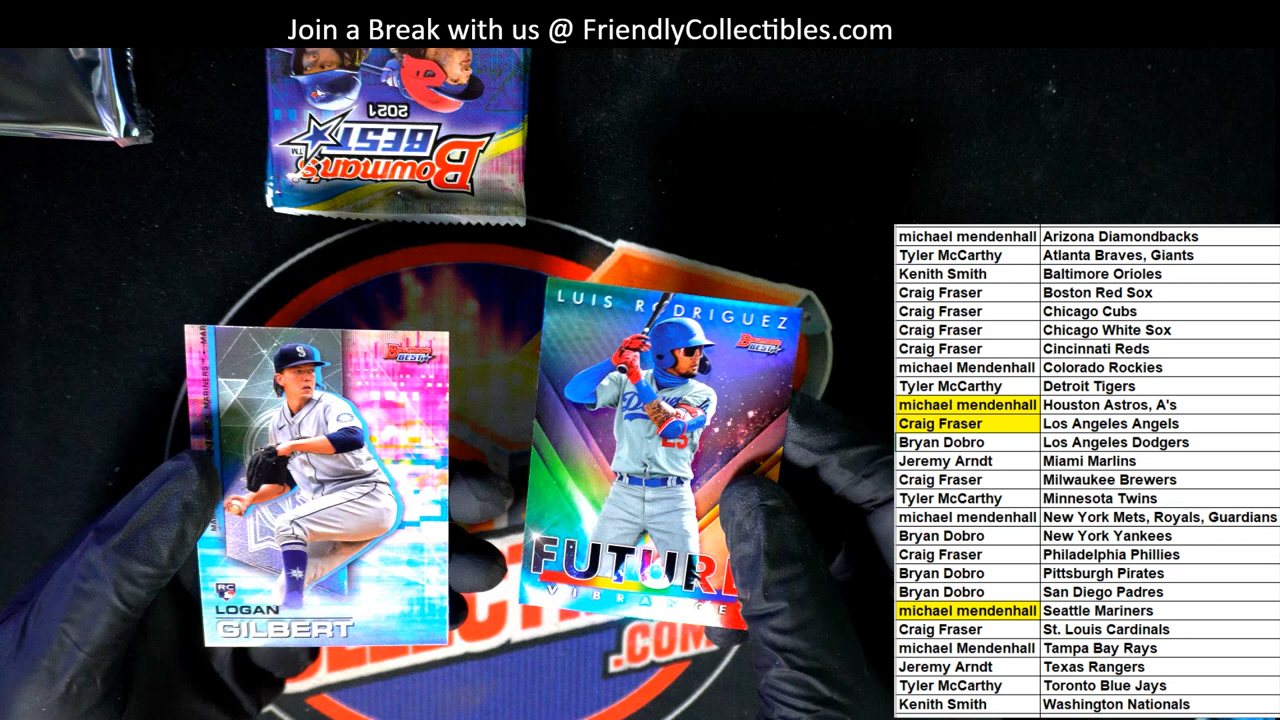 Join a Break with us @ FriendlyCollectibles.com
2021
Bowman's
BEST
TM
LUIS RODRIGUEZ
Bowman's
BEST
Dodgers
25
FUTURE
VIBRANCE
MARINERS
S
Bowman's
BEST
RC
LOGAN
GILBERT
.COM
michael mendenhall Arizona Diamondbacks
Tyler McCarthy Atlanta Braves, Giants
Kenith Smith Baltimore Orioles
Craig Fraser Boston Red Sox
Craig Fraser Chicago Cubs
Craig Fraser Chicago White Sox
Craig Fraser Cincinnati Reds
michael Mendenhall Colorado Rockies
Tyler McCarthy Detroit Tigers
michael mendenhall Houston Astros, A's
Craig Fraser Los Angeles Angels
Bryan Dobro Los Angeles Dodgers
Jeremy Arndt Miami Marlins
Craig Fraser Milwaukee Brewers
Tyler McCarthy Minnesota Twins
michael mendenhall New York Mets, Royals, Guardians
Bryan Dobro New York Yankees
Craig Fraser Philadelphia Phillies
Bryan Dobro Pittsburgh Pirates
Bryan Dobro San Diego Padres
michael mendenhall Seattle Mariners
Craig Fraser St. Louis Cardinals
michael Mendenhall Tampa Bay Rays
Jeremy Arndt Texas Rangers
Tyler McCarthy Toronto Blue Jays
Kenith Smith Washington Nationals